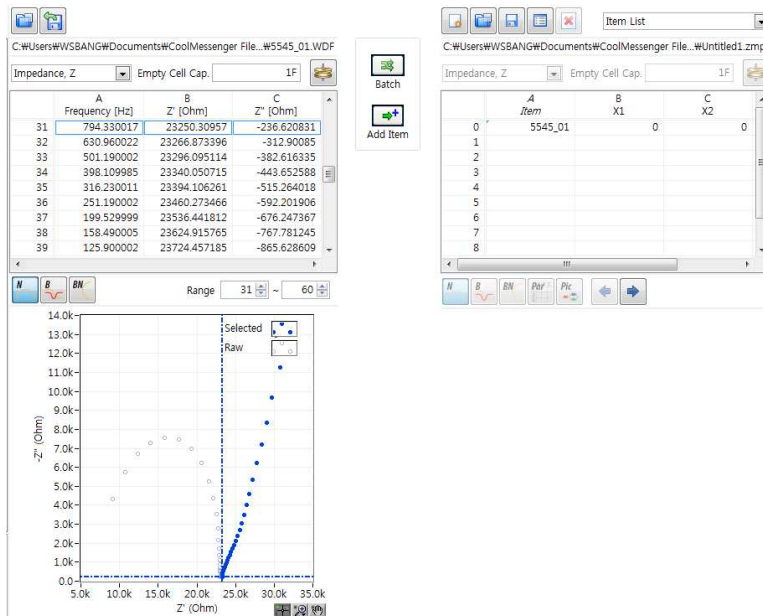 C:₩Users₩WSBANG₩Documents₩CoolMessenger File...₩5545_01.WDF
Impedance, Z Empty Cell Cap. 1F
A B C
Frequency [Hz] Z' [Ohm] Z" [Ohm]
31 794.330017 23250.30957 -236.620831
32 630.960022 23266.873396 -312.90085
33 501.190002 23296.095114 -382.616335
34 398.109985 23340.050715 -443.652588
35 316.230011 23394.106261 -515.264018
36 251.190002 23460.273466 -592.201906
37 199.529999 23536.441812 -676.247367
38 158.490005 23624.915765 -767.781245
39 125.900002 23724.457185 -865.628609
N B BN Range 31 ~ 60
Selected
Raw
14.0k
13.0k
12.0k
11.0k
10.0k
9.0k
8.0k
7.0k
6.0k
5.0k
4.0k
3.0k
2.0k
1.0k
0.0
-Z" (Ohm)
5.0k 10.0k 15.0k 20.0k 25.0k 30.0k 35.0k
Z' (Ohm)
Batch
Add Item
Item List
C:₩Users₩WSBANG₩Documents₩CoolMessenger File...₩Untitled1.zmp
Impedance, Z Empty Cell Cap. 1F
A B C
Item X1 X2
0 5545_01 0 0
1
2
3
4
5
6
7
8
N B BN Par Pic